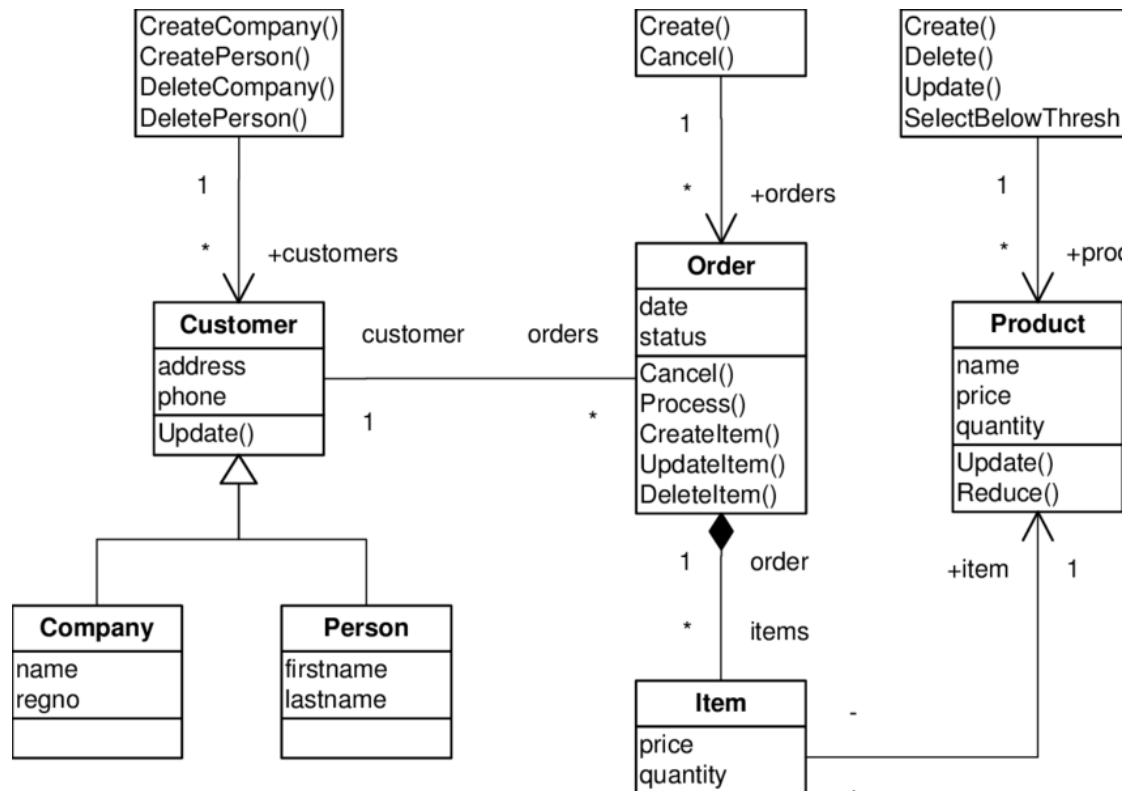 CreateCompany()
CreatePerson()
DeleteCompany()
DeletePerson()
1
*
+customers
Create()
Cancel()
1
*
+orders
Create()
Delete()
Update()
SelectBelowThresh
1
*
+prod
Customer
address
phone
Update()
customer
orders
1
*
Order
date
status
Cancel()
Process()
CreateItem()
UpdateItem()
DeleteItem()
Product
name
price
quantity
Update()
Reduce()
1
order
*
items
+item
1
Company
name
regno
Person
firstname
lastname
Item
price
quantity
-